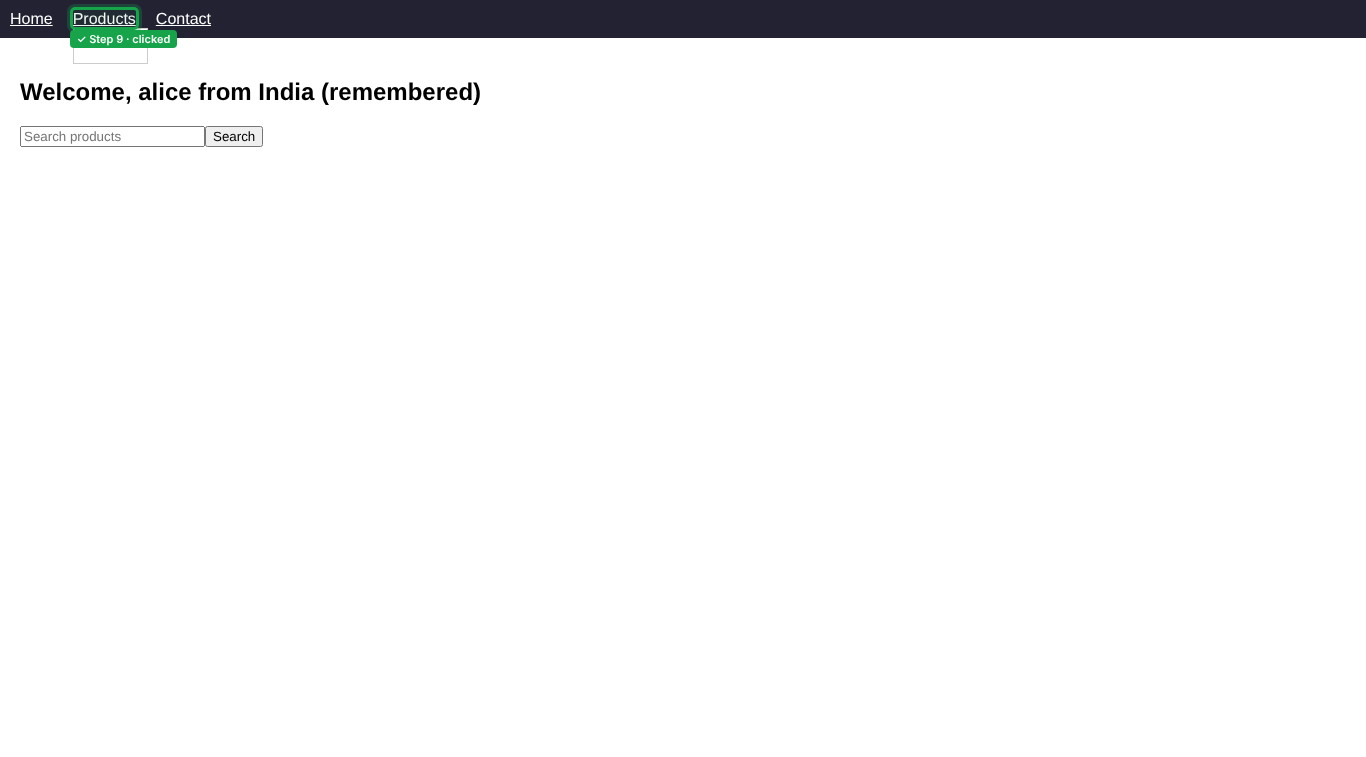 Home Products Contact
✓ Step 9 · clicked
Welcome, alice from India (remembered)
Search products Search